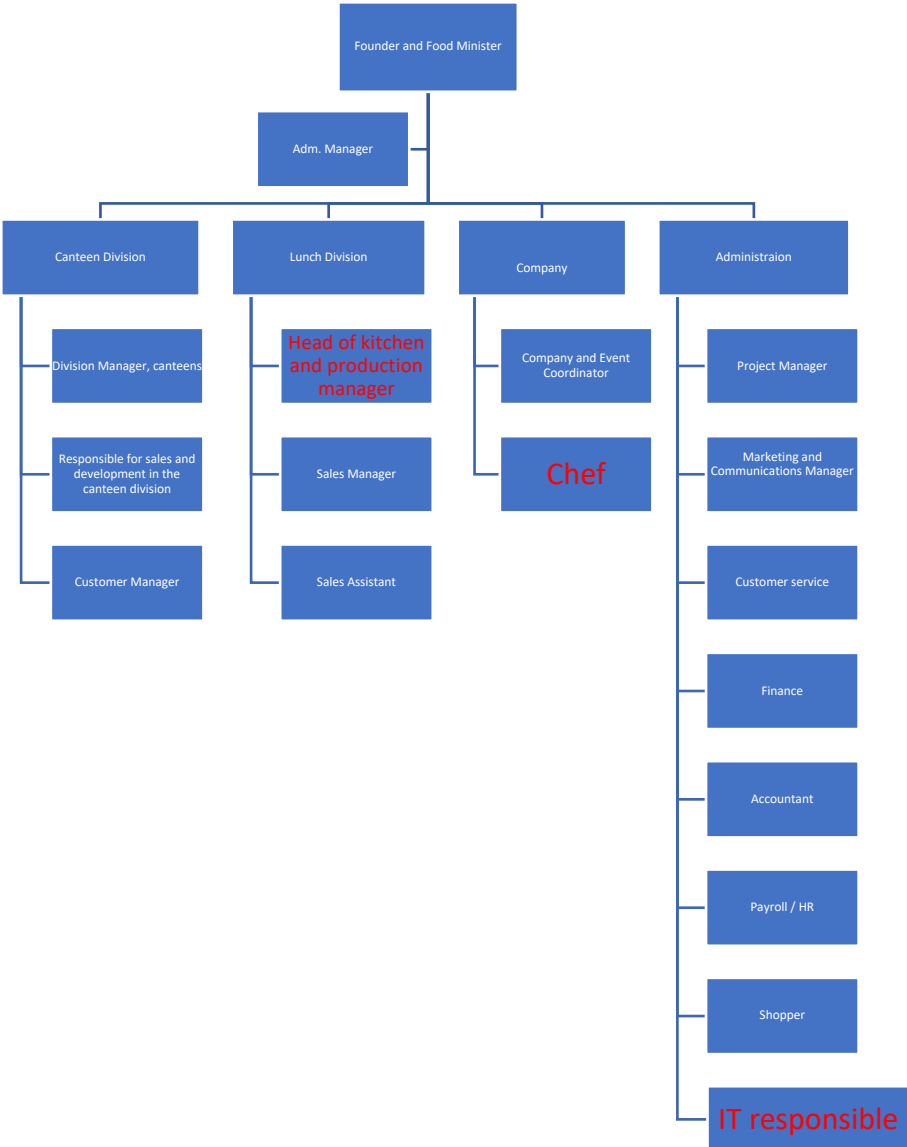 Founder and Food Minister
Adm. Manager
Canteen Division
Lunch Division
Company
Administraion
Division Manager, canteens
Head of kitchen
and production
manager
Company and Event
Coordinator
Project Manager
Responsible for sales and
development in the
canteen division
Sales Manager
Chef
Marketing and
Communications Manager
Customer Manager
Sales Assistant
Customer service
Finance
Accountant
Payroll / HR
Shopper
IT responsible